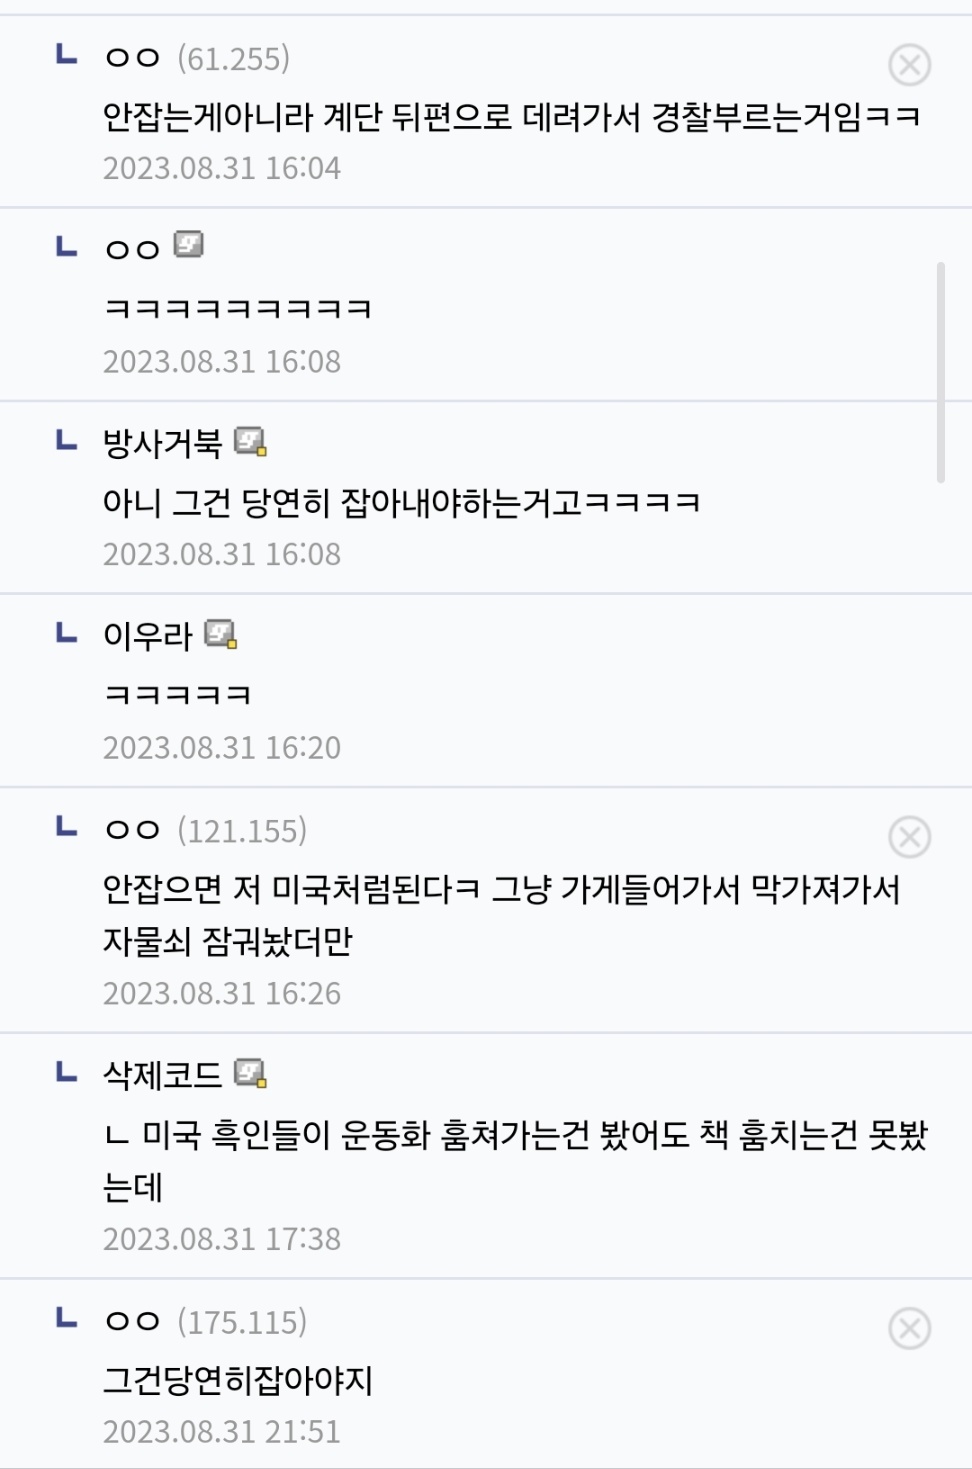 ㄴ ㅇㅇ (61.255)
안잡는게아니라 계단 뒤편으로 데려가서 경찰부르는거임ㅋㅋ
2023.08.31 16:04
ㄴ ㅇㅇ
ㅋㅋㅋㅋㅋㅋㅋㅋㅋ
2023.08.31 16:08
ㄴ 방사거북
아니 그건 당연히 잡아내야하는거고ㅋㅋㅋㅋ
2023.08.31 16:08
ㄴ 이우라
ㅋㅋㅋㅋㅋ
2023.08.31 16:20
ㄴ ㅇㅇ (121.155)
안잡으면 저 미국처럼된다ㅋ 그냥 가게들어가서 막가져가서
자물쇠 잠궈놨더만
2023.08.31 16:26
ㄴ 삭제코드
ㄴ 미국 흑인들이 운동화 훔쳐가는건 봤어도 책 훔치는건 못봤
는데
2023.08.31 17:38
ㄴ ㅇㅇ (175.115)
그건당연히잡아야지
2023.08.31 21:51